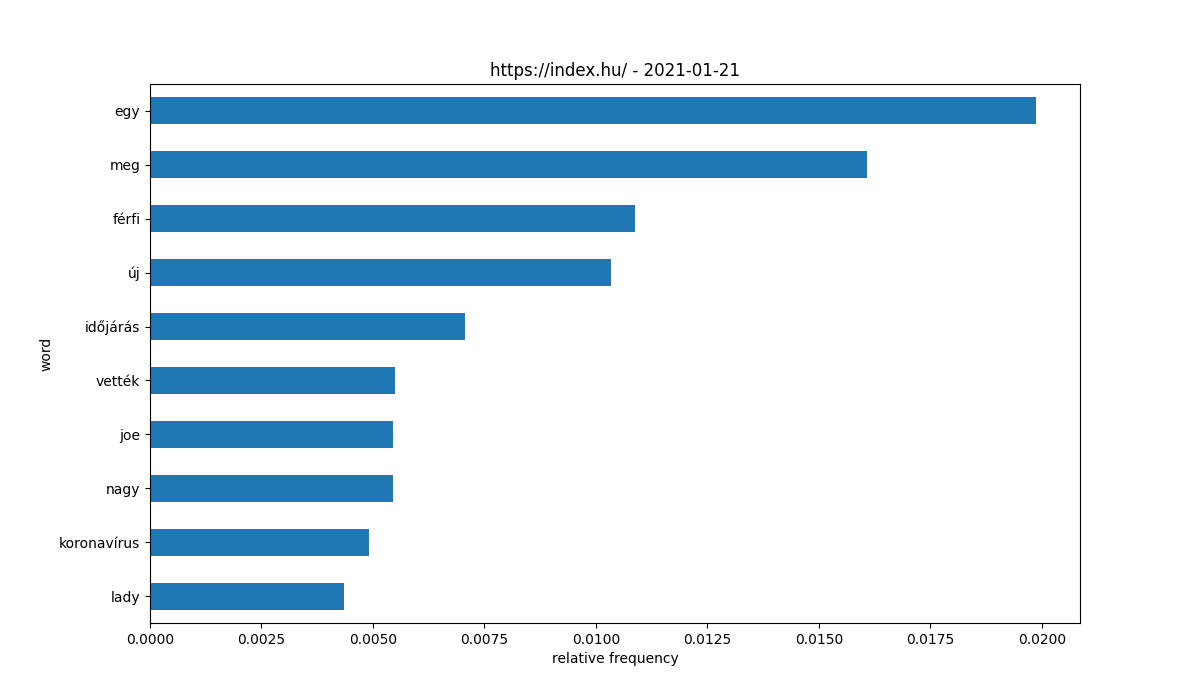 https://index.hu/ - 2021-01-21
egy
meg
férfi
új
időjárás
vették
joe
nagy
koronavírus
lady
word
0.0000 0.0025 0.0050 0.0075 0.0100 0.0125 0.0150 0.0175 0.0200
relative frequency